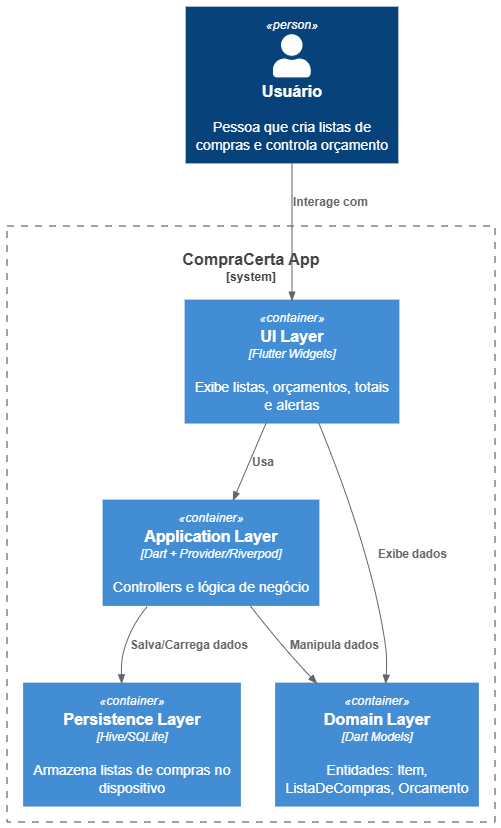 «person»
Usuário
Pessoa que cria listas de
compras e controla orçamento
Interage com
CompraCerta App
[system]
«container»
UI Layer
[Flutter Widgets]
Exibe listas, orçamentos, totais
e alertas
Usa
Exibe dados
«container»
Application Layer
[Dart + Provider/Riverpod]
Controllers e lógica de negócio
Salva/Carrega dados
Manipula dados
«container»
Persistence Layer
[Hive/SQLite]
Armazena listas de compras no
dispositivo
«container»
Domain Layer
[Dart Models]
Entidades: Item,
ListaDeCompras, Orcamento